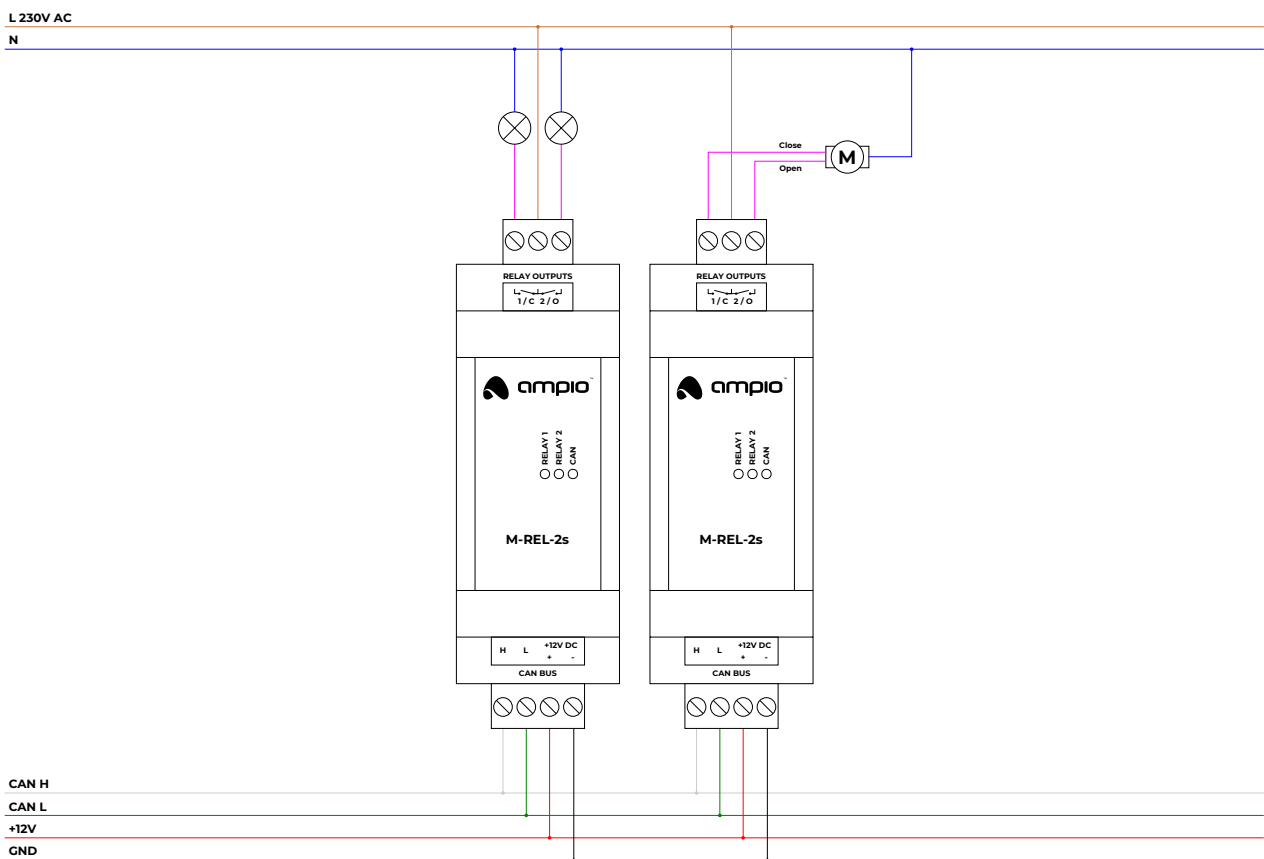 L 230V AC
N
Close
M
Open
RELAY OUTPUTS
1 / C 2 / O
ampio™
RELAY 1
RELAY 2
CAN
M-REL-2s
H L +12V DC
+ -
CAN BUS
RELAY OUTPUTS
1 / C 2 / O
ampio™
RELAY 1
RELAY 2
CAN
M-REL-2s
H L +12V DC
+ -
CAN BUS
CAN H
CAN L
+12V
GND